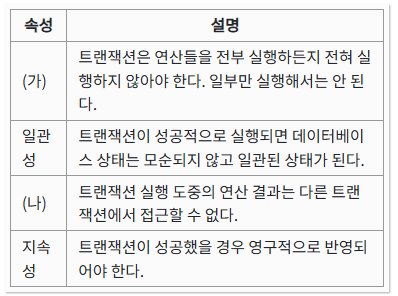 속성 설명
(가) 트랜잭션은 연산들을 전부 실행하든지 전혀 실
행하지 않아야 한다. 일부만 실행해서는 안 된
다.
일관
성
트랜잭션이 성공적으로 실행되면 데이터베이
스 상태는 모순되지 않고 일관된 상태가 된다.
(나) 트랜잭션 실행 도중의 연산 결과는 다른 트랜
잭션에서 접근할 수 없다.
지속
성
트랜잭션이 성공했을 경우 영구적으로 반영되
어야 한다.